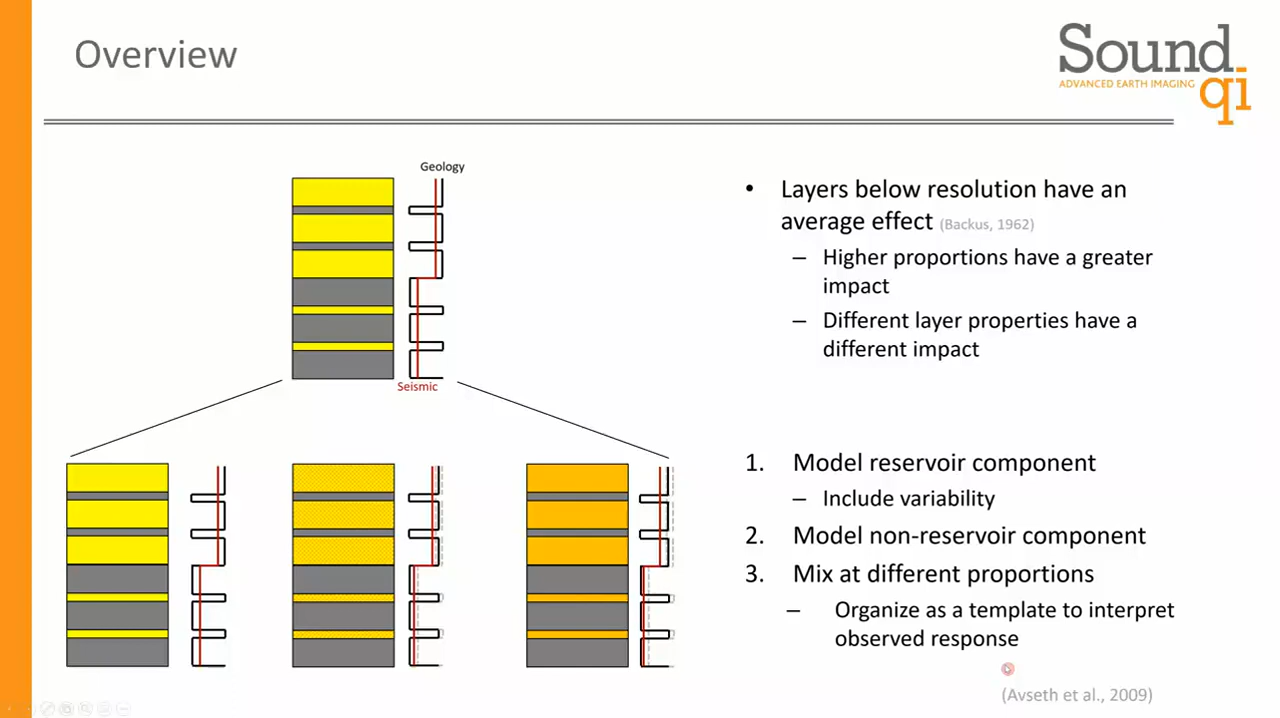 Overview
Sound
ADVANCED EARTH IMAGING
qi
Geology
Seismic
• Layers below resolution have an
average effect (Backus, 1962)
– Higher proportions have a greater
impact
– Different layer properties have a
different impact
1. Model reservoir component
– Include variability
2. Model non-reservoir component
3. Mix at different proportions
– Organize as a template to interpret
observed response
(Avseth et al., 2009)